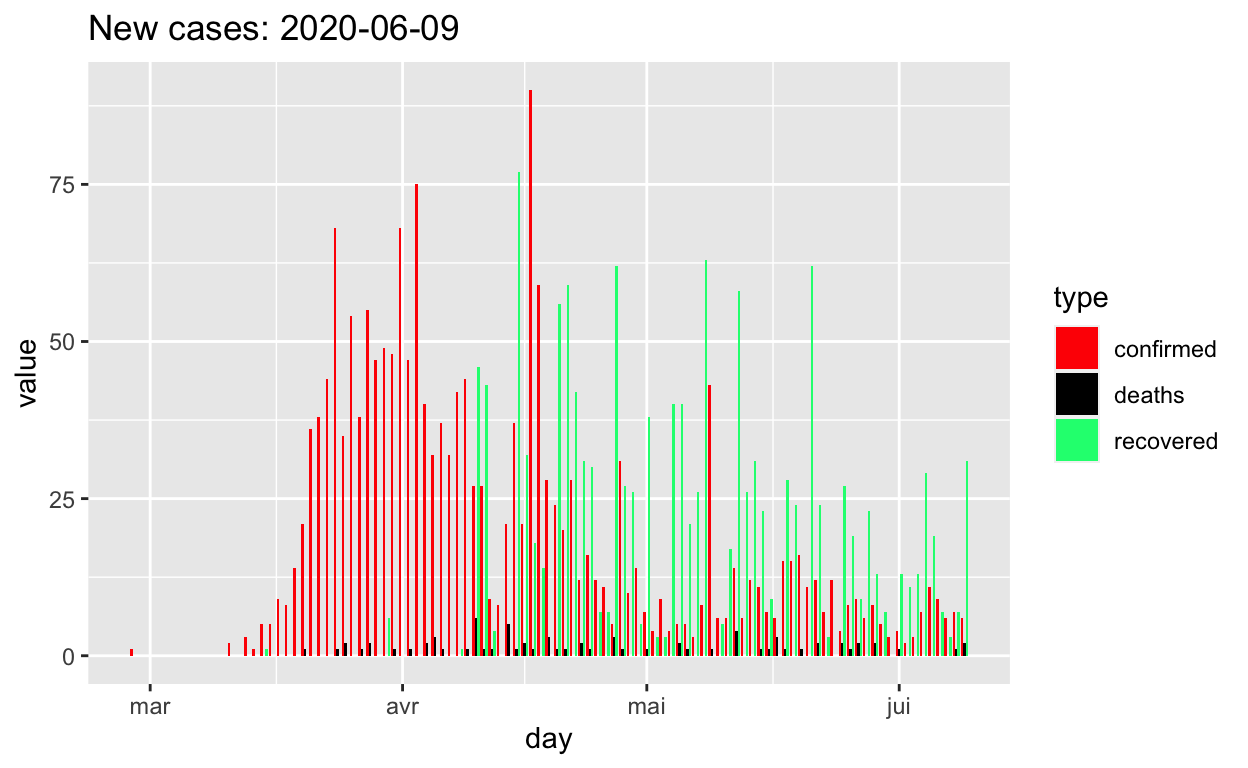 New cases: 2020-06-09
value
75
50
25
0
mar avr mai jui
day
type
confirmed
deaths
recovered